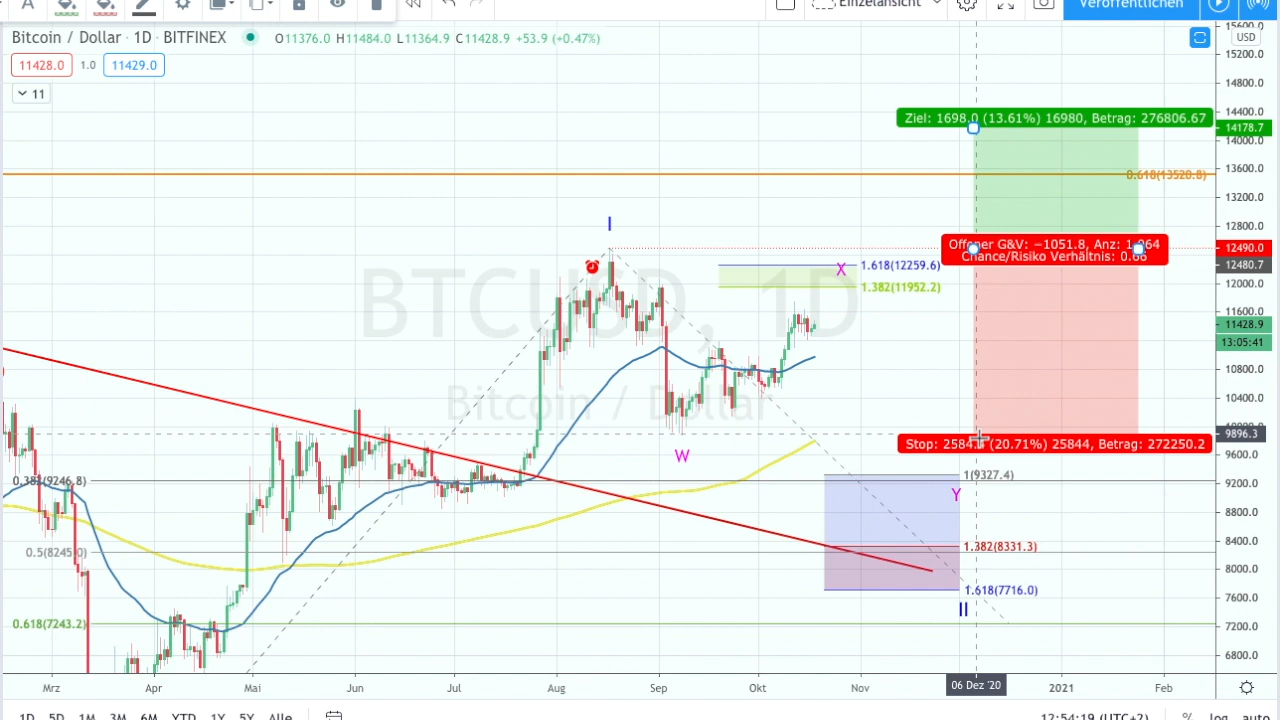 Einzelansicht
Veröffentlichen
Bitcoin / Dollar · 1D · BITFINEX
O11376.0 H11484.0 L11364.9 C11428.9 +53.9 (+0.47%)
USD
11428.0 1.0 11429.0
11
BTCUSD, 1D
Bitcoin / Dollar
Ziel: 1698.0 (13.61%) 16980, Betrag: 276806.67
0.618(13520.8)
I
Offener G&V: −1051.8, Anz: 1.064
Chance/Risiko Verhältnis: 0.66
X
1.618(12259.6)
1.382(11952.2)
W
Stop: 2584.4 (20.71%) 25844, Betrag: 272250.2
1(9327.4)
Y
0.382(9246.8)
1.382(8331.3)
0.5(8245.0)
1.618(7716.0)
II
0.618(7243.2)
15600.0
15200.0
14800.0
14400.0
14178.7
14000.0
13600.0
13200.0
12800.0
12490.0
12480.7
12000.0
11600.0
11428.9
13:05:41
10800.0
10400.0
9896.3
9600.0
9200.0
8800.0
8400.0
8000.0
7600.0
7200.0
6800.0
Mrz Apr Mai Jun Jul Aug Sep Okt Nov 06 Dez '20 2021 Feb
1D 5D 1M 3M 6M YTD 1Y 5Y Alle 12:54:19 (UTC+2) % log auto